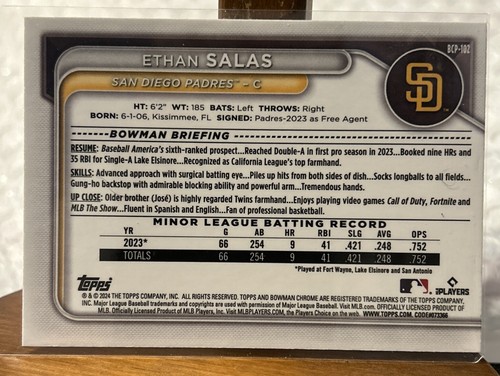 BCP-102
ETHAN SALAS
SAN DIEGO PADRES™ - C
SD
HT: 6'2" WT: 185 BATS: Left THROWS: Right
BORN: 6-1-06, Kissimmee, FL SIGNED: Padres-2023 as Free Agent
BOWMAN BRIEFING
RESUME: Baseball America's sixth-ranked prospect...Reached Double-A in first pro season in 2023...Booked nine HRs and
35 RBI for Single-A Lake Elsinore...Recognized as California League's top farmhand.
SKILLS: Advanced approach with surgical batting eye...Piles up hits from both sides of dish...Socks longballs to all fields...
Gung-ho backstop with admirable blocking ability and powerful arm...Tremendous hands.
UP CLOSE: Older brother (José) is highly regarded Twins farmhand...Enjoys playing video games Call of Duty, Fortnite and
MLB The Show...Fluent in Spanish and English...Fan of professional basketball.
MINOR LEAGUE BATTING RECORD
YR G AB HR RBI SLG AVG OPS
2023* 66 254 9 41 .421 .248 .752
TOTALS 66 254 9 41 .421 .248 .752
*Played at Fort Wayne, Lake Elsinore and San Antonio
Topps
PLAYERS
® & © 2024 THE TOPPS COMPANY, INC. ALL RIGHTS RESERVED. TOPPS AND BOWMAN CHROME ARE REGISTERED TRADEMARKS OF THE TOPPS COMPANY,
INC. Major League Baseball trademarks and copyrights are used with permission of Major League Baseball. Visit MLB.com. OFFICIALLY LICENSED PRODUCT OF
MLB Players, Inc. Visit MLBPLAYERS.com, the Players Choice on the web. WWW.TOPPS.COM.